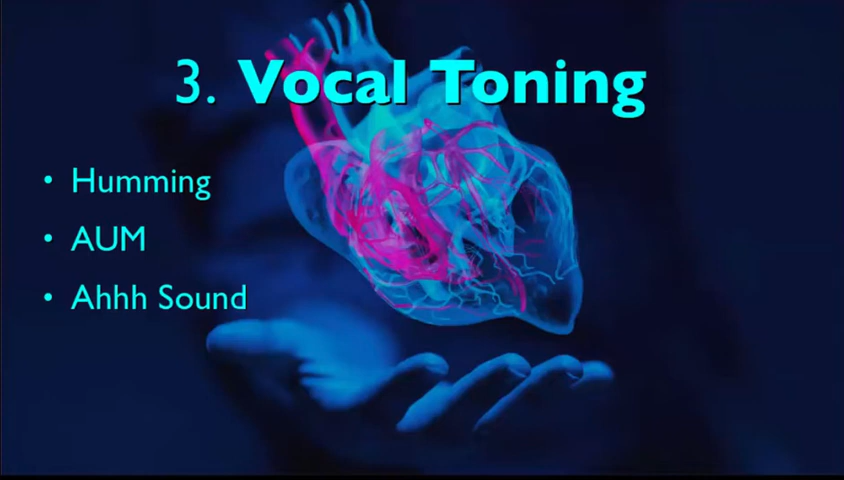 3. Vocal Toning
• Humming
• AUM
• Ahhh Sound